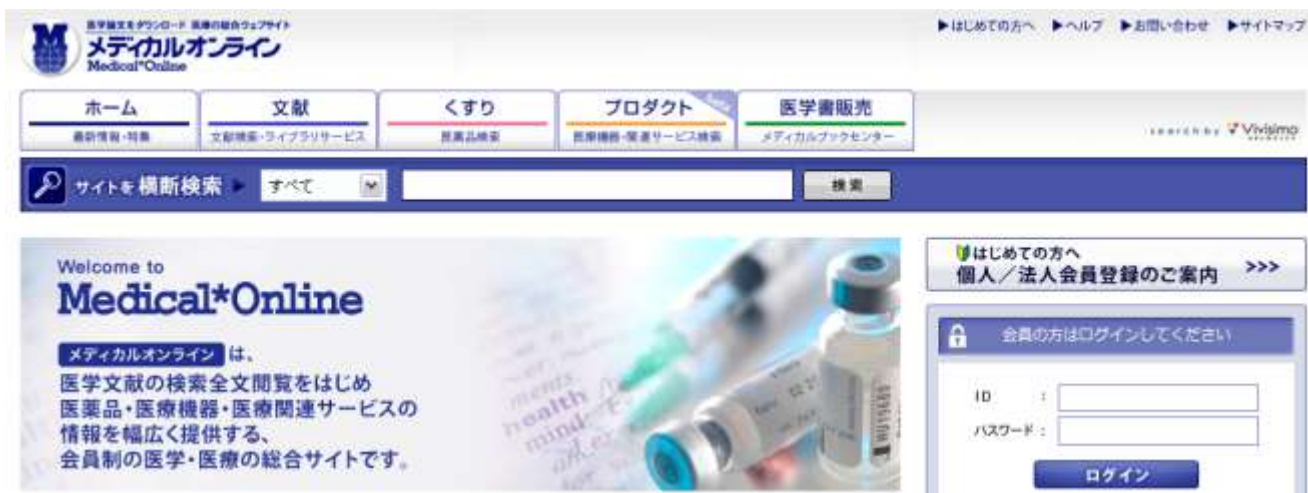 医学論文をダウンロード 医療の総合ウェブサイト
メディカルオンライン
Medical*Online
▶はじめての方へ ▶ヘルプ ▶お問い合わせ ▶サイトマップ
ホーム 文献 くすり プロダクト 医学書販売
最新情報・特集 文献検索・ライブラリサービス 医薬品検索 医療機器・関連サービス検索 メディカルブックセンター
search by Vivísimo
サイトを横断検索 ▶ すべて 検索
Welcome to
Medical*Online
メディカルオンライン は、
医学文献の検索全文閲覧をはじめ
医薬品・医療機器・医療関連サービスの
情報を幅広く提供する、
会員制の医学・医療の総合サイトです。
health
mind
はじめての方へ
個人／法人会員登録のご案内 >>>
会員の方はログインしてください
ID :
パスワード :
ログイン